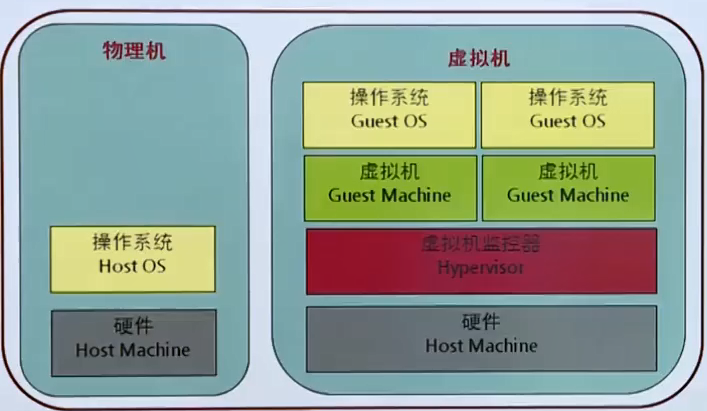 物理机
操作系统
Host OS
硬件
Host Machine
虚拟机
操作系统
Guest OS
操作系统
Guest OS
虚拟机
Guest Machine
虚拟机
Guest Machine
虚拟机监控器
Hypervisor
硬件
Host Machine